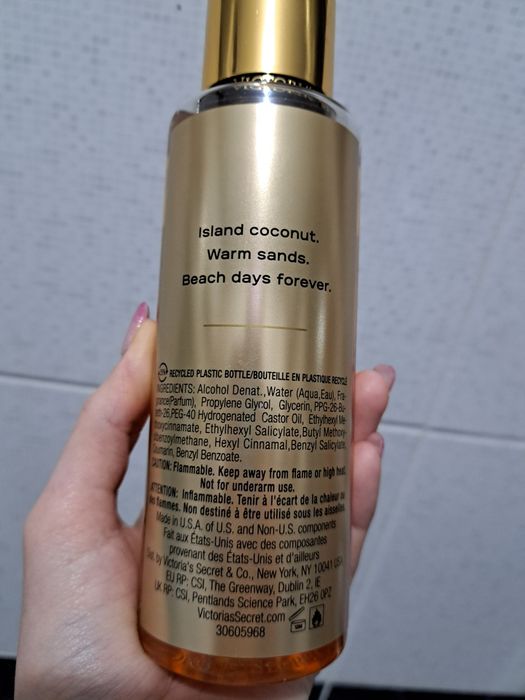 Island coconut.
Warm sands.
Beach days forever.
RECYCLED PLASTIC BOTTLE/BOUTEILLE EN PLASTIQUE RECYCLÉ
INGREDIENTS: Alcohol Denat.,Water (Aqua,Eau), Fra-
grance(Parfum), Propylene Glycol, Glycerin, PPG-26-Bu-
teth-26,PEG-40 Hydrogenated Castor Oil, Ethylhexyl Me-
thoxycinnamate, Ethylhexyl Salicylate,Butyl Methoxy-
dibenzoylmethane, Hexyl Cinnamal,Benzyl Salicylate,
Coumarin, Benzyl Benzoate.
CAUTION: Flammable. Keep away from flame or high heat.
Not for underarm use.
ATTENTION: Inflammable. Tenir à l'écart de la chaleur ou
des flammes. Non destiné à être utilisé sous les aisselles.
Made in U.S.A. of U.S. and Non-U.S. components
Fait aux États-Unis avec des composantes
provenant des États-Unis et d'ailleurs
Dist. by Victoria's Secret & Co., New York, NY 10041 USA
EU RP: CSI, The Greenway, Dublin 2, IE
UK RP: CSI, Pentlands Science Park, EH26 0PZ
VictoriasSecret.com
30605968